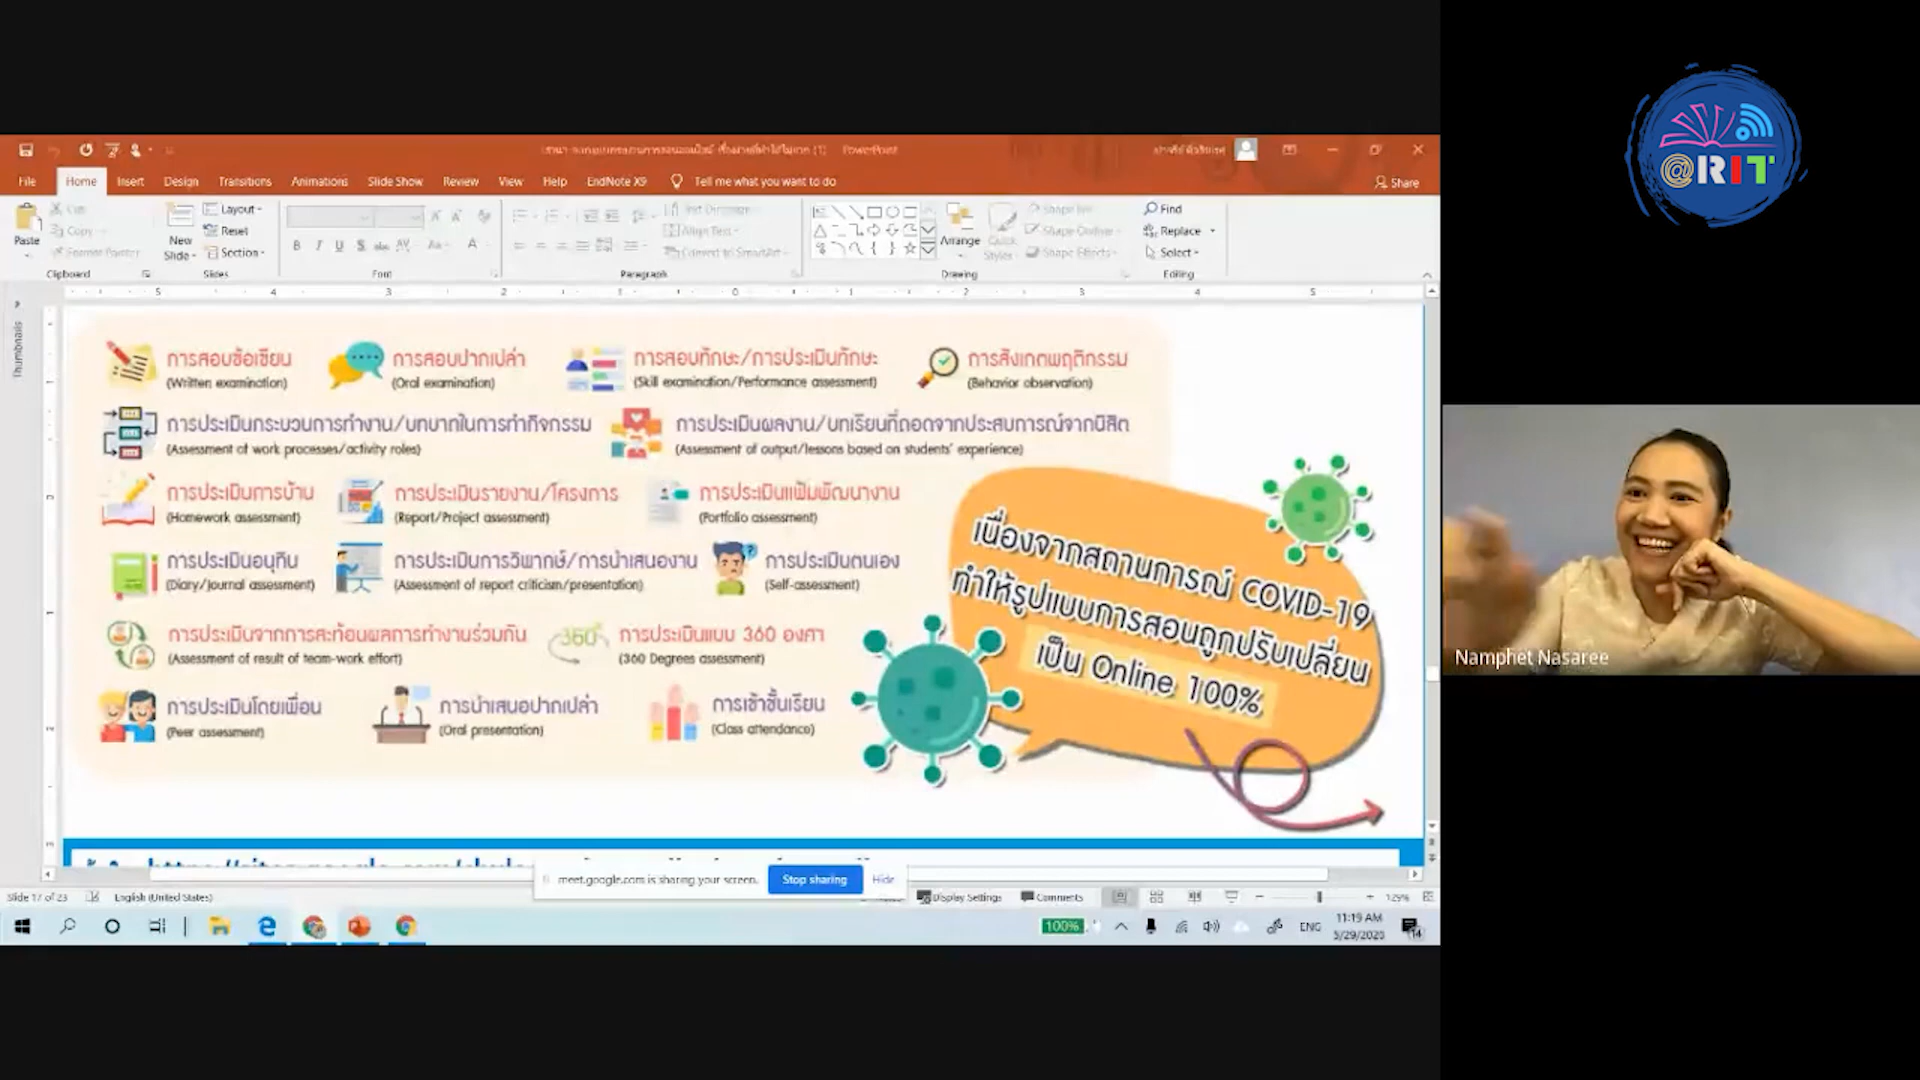 PowerPoint
File Home Insert Design Transitions Animations Slide Show Review View Help EndNote X9 Tell me what you want to do Share
Paste
Cut
Copy
Format Painter
Clipboard
New Slide
Layout
Reset
Section
Slides
Font
Text Direction
Align Text
Convert to SmartArt
Paragraph
Arrange
Quick Styles
Shape Fill
Shape Outline
Shape Effects
Drawing
Find
Replace
Select
Editing
Thumbnails
การสอบข้อเขียน
(Written examination)
การสอบปากเปล่า
(Oral examination)
การสอบทักษะ/การประเมินทักษะ
(Skill examination/Performance assessment)
การสังเกตพฤติกรรม
(Behavior observation)
การประเมินกระบวนการทำงาน/บทบาทในการทำกิจกรรม
(Assessment of work processes/activity roles)
การประเมินผลงาน/บทเรียนที่ถอดจากประสบการณ์จากนิสิต
(Assessment of output/lessons based on students' experience)
การประเมินการบ้าน
(Homework assessment)
การประเมินรายงาน/โครงการ
(Report/Project assessment)
การประเมินแฟ้มพัฒนางาน
(Portfolio assessment)
การประเมินอนุทิน
(Diary/Journal assessment)
การประเมินการวิพากษ์/การนำเสนองาน
(Assessment of report criticism/presentation)
การประเมินตนเอง
(Self-assessment)
การประเมินจากการสะท้อนผลการทำงานร่วมกัน
(Assessment of result of team-work effort)
360°
การประเมินแบบ 360 องศา
(360 Degrees assessment)
การประเมินโดยเพื่อน
(Peer assessment)
การนำเสนอปากเปล่า
(Oral presentation)
การเข้าชั้นเรียน
(Class attendance)
เนื่องจากสถานการณ์ COVID-19
ทำให้รูปแบบการสอนถูกปรับเปลี่ยน
เป็น Online 100%
meet.google.com is sharing your screen.
Stop sharing
Hide
Slide 17 of 23
English (United States)
Display Settings
Comments
129%
100%
ENG
11:19 AM
5/29/2020
14
@RIT
Namphet Nasaree